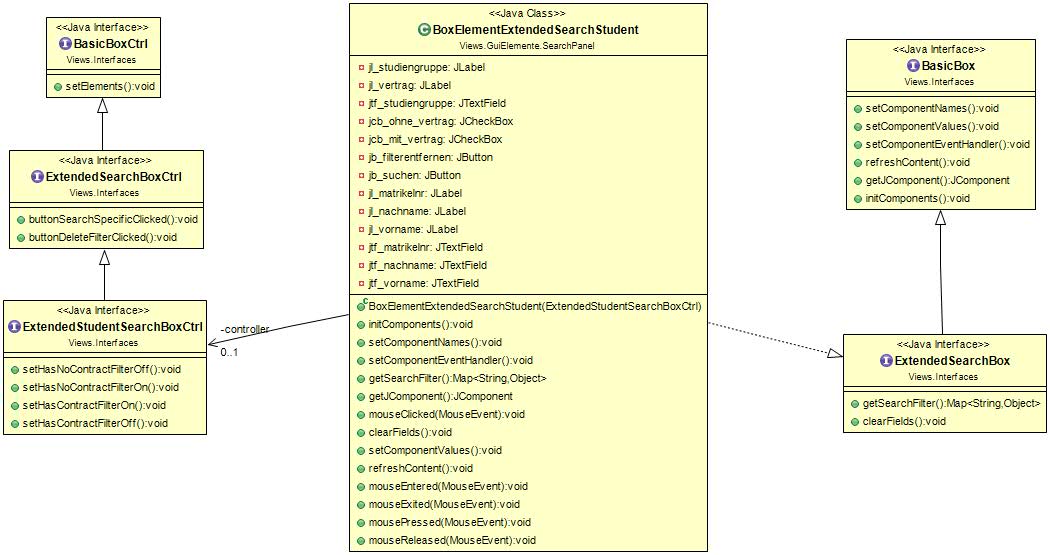 <<Java Interface>>
BasicBoxCtrl
Views.Interfaces
setElements():void
<<Java Interface>>
ExtendedSearchBoxCtrl
Views.Interfaces
buttonSearchSpecificClicked():void
buttonDeleteFilterClicked():void
<<Java Interface>>
ExtendedStudentSearchBoxCtrl
Views.Interfaces
setHasNoContractFilterOff():void
setHasNoContractFilterOn():void
setHasContractFilterOn():void
setHasContractFilterOff():void
-controller
0..1
<<Java Class>>
BoxElementExtendedSearchStudent
Views.GuiElemente.SearchPanel
jl_studiengruppe: JLabel
jl_vertrag: JLabel
jtf_studiengruppe: JTextField
jcb_ohne_vertrag: JCheckBox
jcb_mit_vertrag: JCheckBox
jb_filterentfernen: JButton
jb_suchen: JButton
jl_matrikelnr: JLabel
jl_nachname: JLabel
jl_vorname: JLabel
jtf_matrikelnr: JTextField
jtf_nachname: JTextField
jtf_vorname: JTextField
BoxElementExtendedSearchStudent(ExtendedStudentSearchBoxCtrl)
initComponents():void
setComponentNames():void
setComponentEventHandler():void
getSearchFilter():Map<String,Object>
getJComponent():JComponent
mouseClicked(MouseEvent):void
clearFields():void
setComponentValues():void
refreshContent():void
mouseEntered(MouseEvent):void
mouseExited(MouseEvent):void
mousePressed(MouseEvent):void
mouseReleased(MouseEvent):void
<<Java Interface>>
BasicBox
Views.Interfaces
setComponentNames():void
setComponentValues():void
setComponentEventHandler():void
refreshContent():void
getJComponent():JComponent
initComponents():void
<<Java Interface>>
ExtendedSearchBox
Views.Interfaces
getSearchFilter():Map<String,Object>
clearFields():void